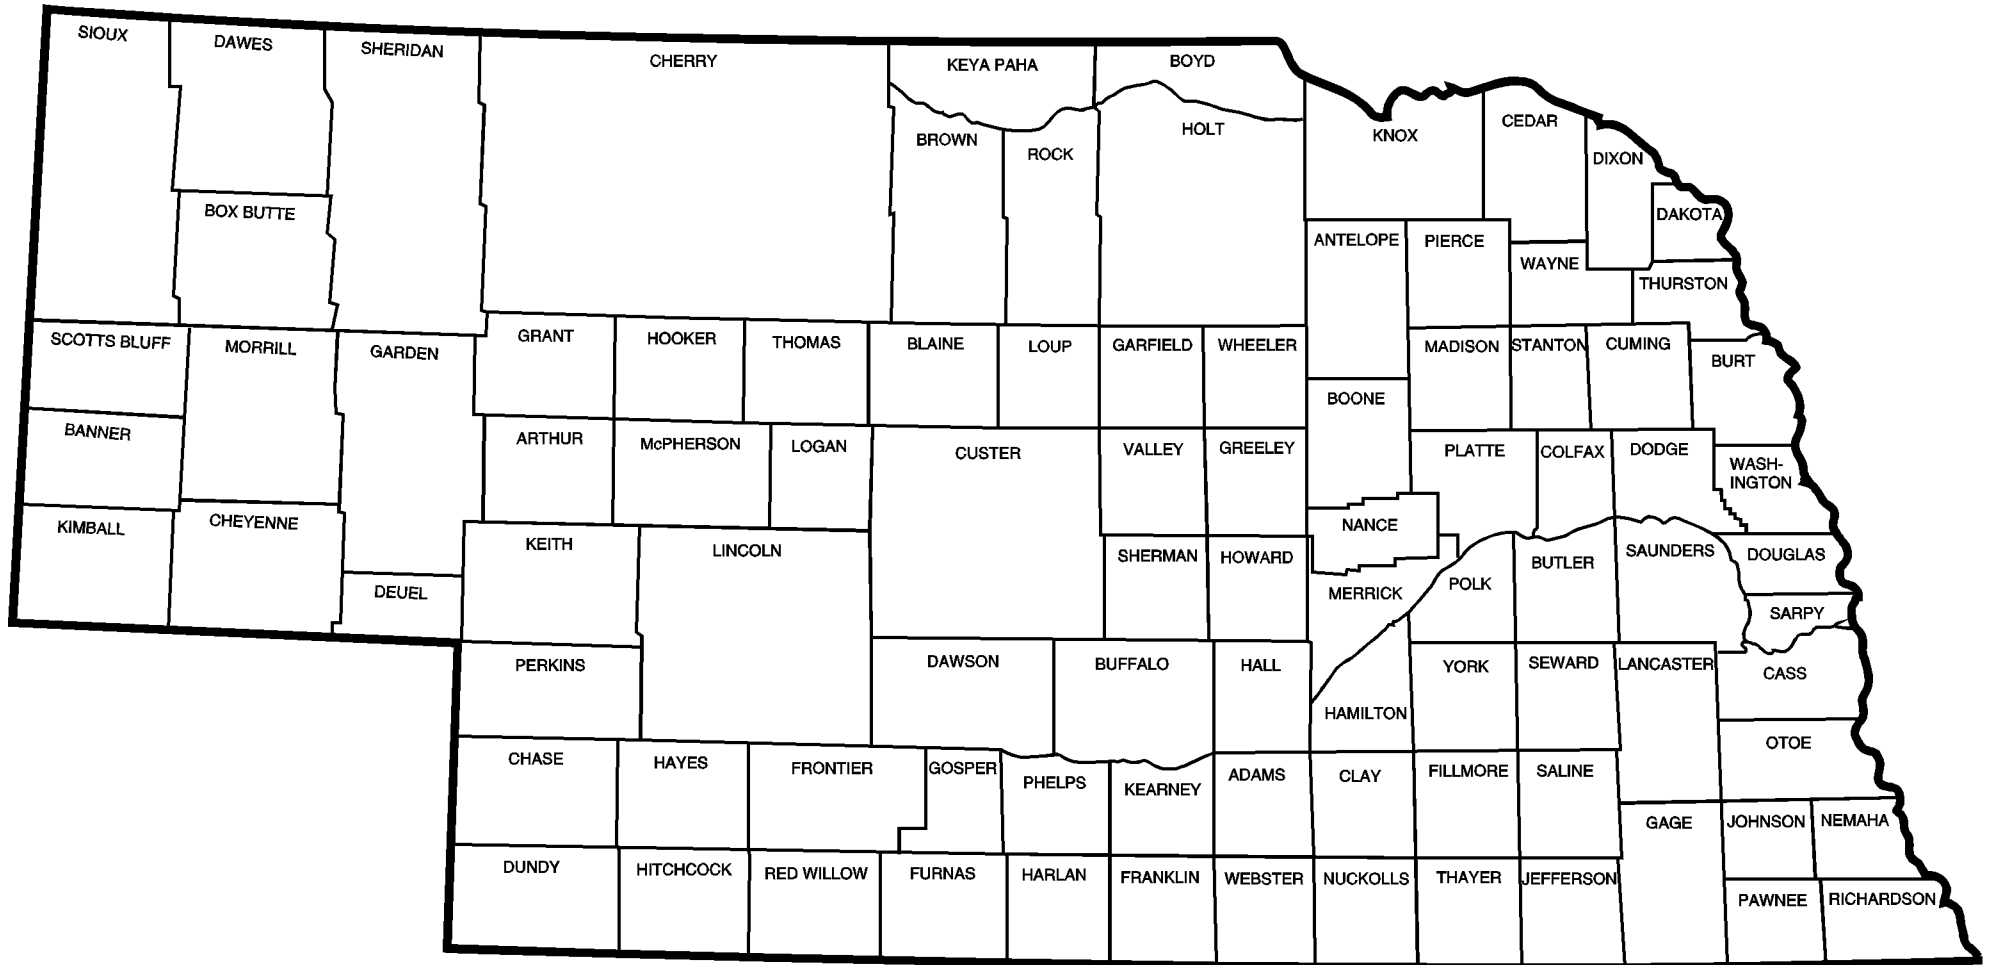 SIOUX
DAWES
SHERIDAN
CHERRY
KEYA PAHA
BOYD
BROWN
ROCK
HOLT
KNOX
CEDAR
DIXON
DAKOTA
BOX BUTTE
ANTELOPE
PIERCE
WAYNE
THURSTON
SCOTTS BLUFF
MORRILL
GARDEN
GRANT
HOOKER
THOMAS
BLAINE
LOUP
GARFIELD
WHEELER
MADISON
STANTON
CUMING
BURT
BOONE
BANNER
ARTHUR
McPHERSON
LOGAN
CUSTER
VALLEY
GREELEY
PLATTE
COLFAX
DODGE
WASH-
INGTON
KIMBALL
CHEYENNE
KEITH
LINCOLN
NANCE
SHERMAN
HOWARD
MERRICK
POLK
BUTLER
SAUNDERS
DOUGLAS
DEUEL
SARPY
PERKINS
DAWSON
BUFFALO
HALL
HAMILTON
YORK
SEWARD
LANCASTER
CASS
OTOE
CHASE
HAYES
FRONTIER
GOSPER
PHELPS
KEARNEY
ADAMS
CLAY
FILLMORE
SALINE
GAGE
JOHNSON
NEMAHA
DUNDY
HITCHCOCK
RED WILLOW
FURNAS
HARLAN
FRANKLIN
WEBSTER
NUCKOLLS
THAYER
JEFFERSON
PAWNEE
RICHARDSON